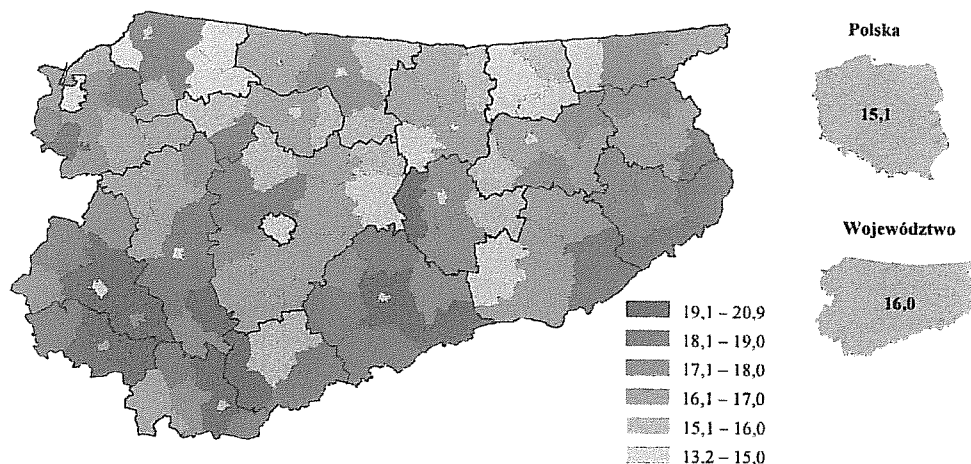 Polska
15,1
Województwo
16,0
19,1 – 20,9
18,1 – 19,0
17,1 – 18,0
16,1 – 17,0
15,1 – 16,0
13,2 – 15,0